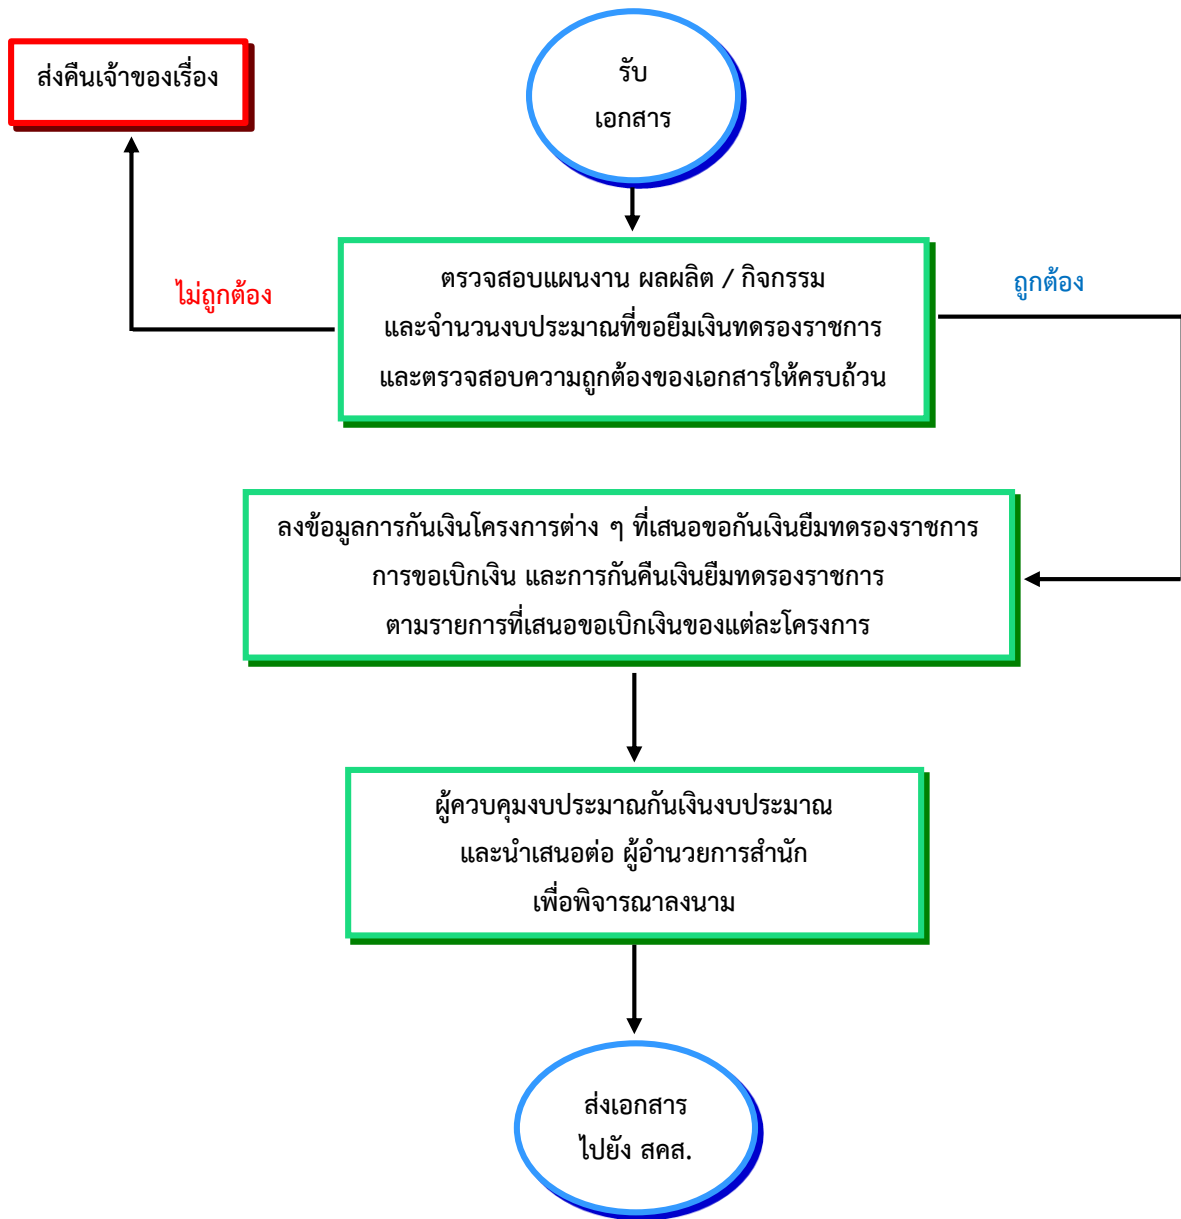 ส่งคืนเจ้าของเรื่อง
รับ
เอกสาร
ตรวจสอบแผนงาน ผลผลิต / กิจกรรม
และจำนวนงบประมาณที่ขอยืมเงินทดรองราชการ
และตรวจสอบความถูกต้องของเอกสารให้ครบถ้วน
ไม่ถูกต้อง
ถูกต้อง
ลงข้อมูลการกันเงินโครงการต่าง ๆ ที่เสนอขอกันเงินยืมทดรองราชการ
การขอเบิกเงิน และการกันคืนเงินยืมทดรองราชการ
ตามรายการที่เสนอขอเบิกเงินของแต่ละโครงการ
ผู้ควบคุมงบประมาณกันเงินงบประมาณ
และนำเสนอต่อ ผู้อำนวยการสำนัก
เพื่อพิจารณาลงนาม
ส่งเอกสาร
ไปยัง สคส.